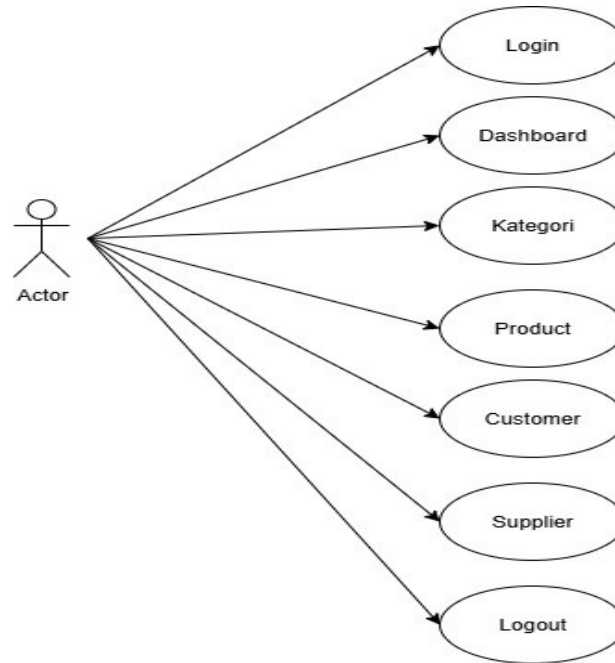 Login
Dashboard
Kategori
Actor
Product
Customer
Supplier
Logout